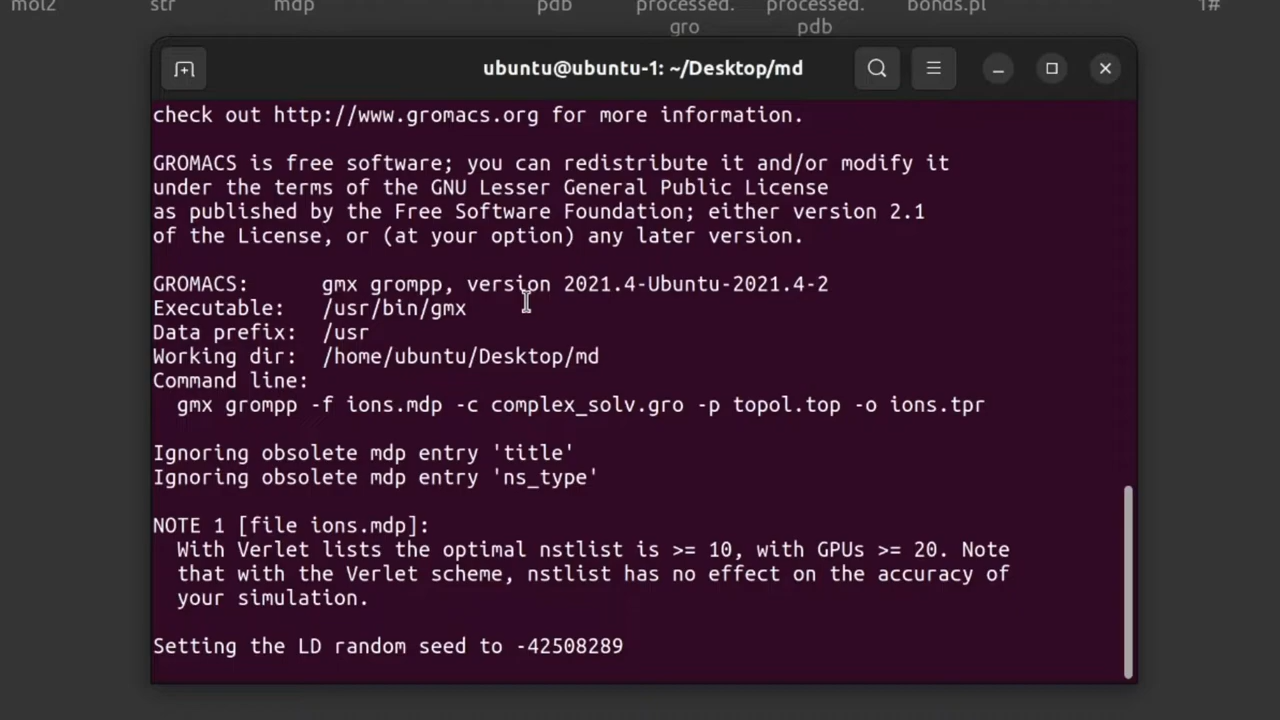 mol2 str mdp pdb processed. processed. bonds.pl 1#
gro pdb
ubuntu@ubuntu-1: ~/Desktop/md
check out http://www.gromacs.org for more information.
GROMACS is free software; you can redistribute it and/or modify it
under the terms of the GNU Lesser General Public License
as published by the Free Software Foundation; either version 2.1
of the License, or (at your option) any later version.
GROMACS:      gmx grompp, version 2021.4-Ubuntu-2021.4-2
Executable:   /usr/bin/gmx
Data prefix:  /usr
Working dir:  /home/ubuntu/Desktop/md
Command line:
  gmx grompp -f ions.mdp -c complex_solv.gro -p topol.top -o ions.tpr
Ignoring obsolete mdp entry 'title'
Ignoring obsolete mdp entry 'ns_type'
NOTE 1 [file ions.mdp]:
  With Verlet lists the optimal nstlist is >= 10, with GPUs >= 20. Note
  that with the Verlet scheme, nstlist has no effect on the accuracy of
  your simulation.
Setting the LD random seed to -42508289